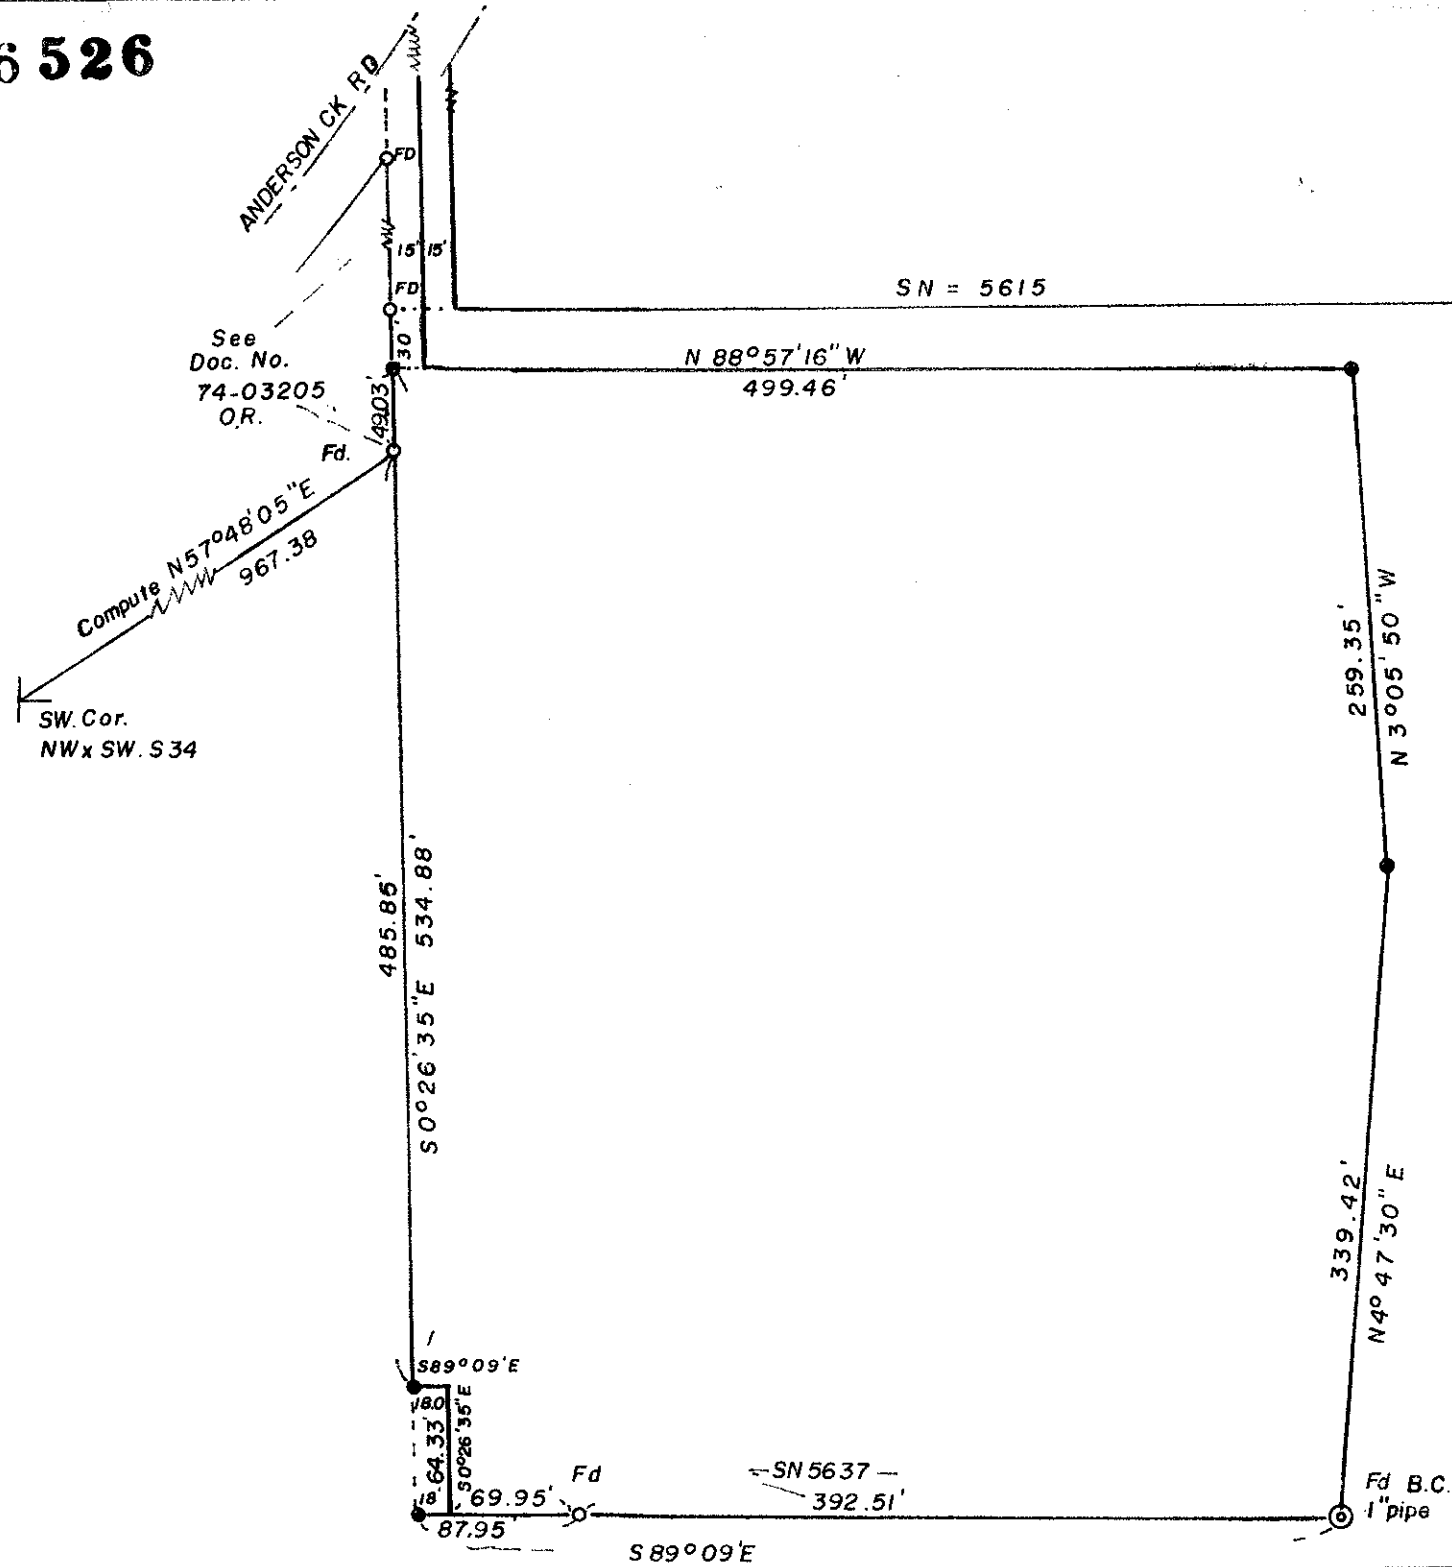 6 526
ANDERSON CK RD
FD
15' 15'
FD
SN = 5615
30'
See
Doc. No.
74-03205
O.R.
N 88°57'16" W
499.46'
49.03'
Fd.
Compute N57°48'05"E
967.38
SW. Cor.
NWx SW. S 34
259.35'
N 3°05'50" W
485.85'
S 0°26'35"E 534.88'
339.42'
N4°47'30" E
S89°09'E
18.0
64.33'
S0°26'35"E
18
69.95'
87.95'
Fd
SN 5637
392.51'
Fd B.C.
1" pipe
S 89°09'E